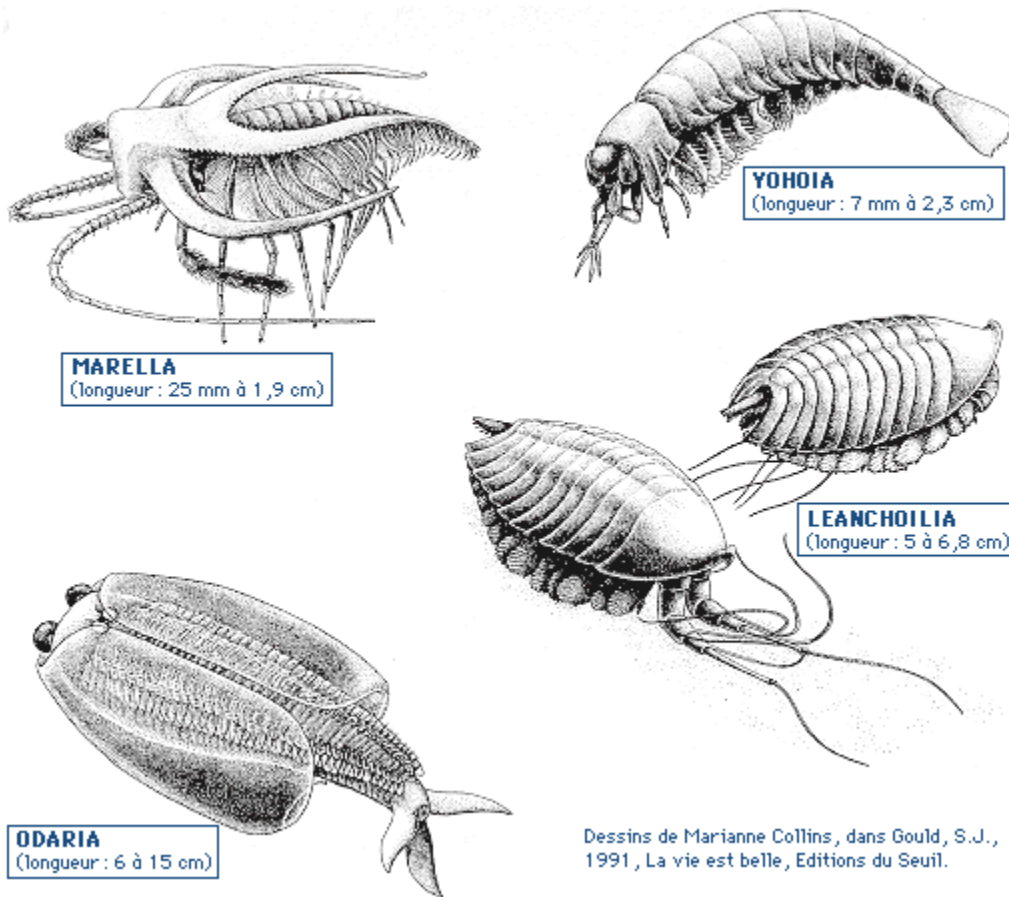 YOHOIA
(longueur : 7 mm à 2,3 cm)
MARELLA
(longueur : 25 mm à 1,9 cm)
LEANCHOILIA
(longueur : 5 à 6,8 cm)
ODARIA
(longueur : 6 à 15 cm)
Dessins de Marianne Collins, dans Gould, S.J.,
1991, La vie est belle, Editions du Seuil.